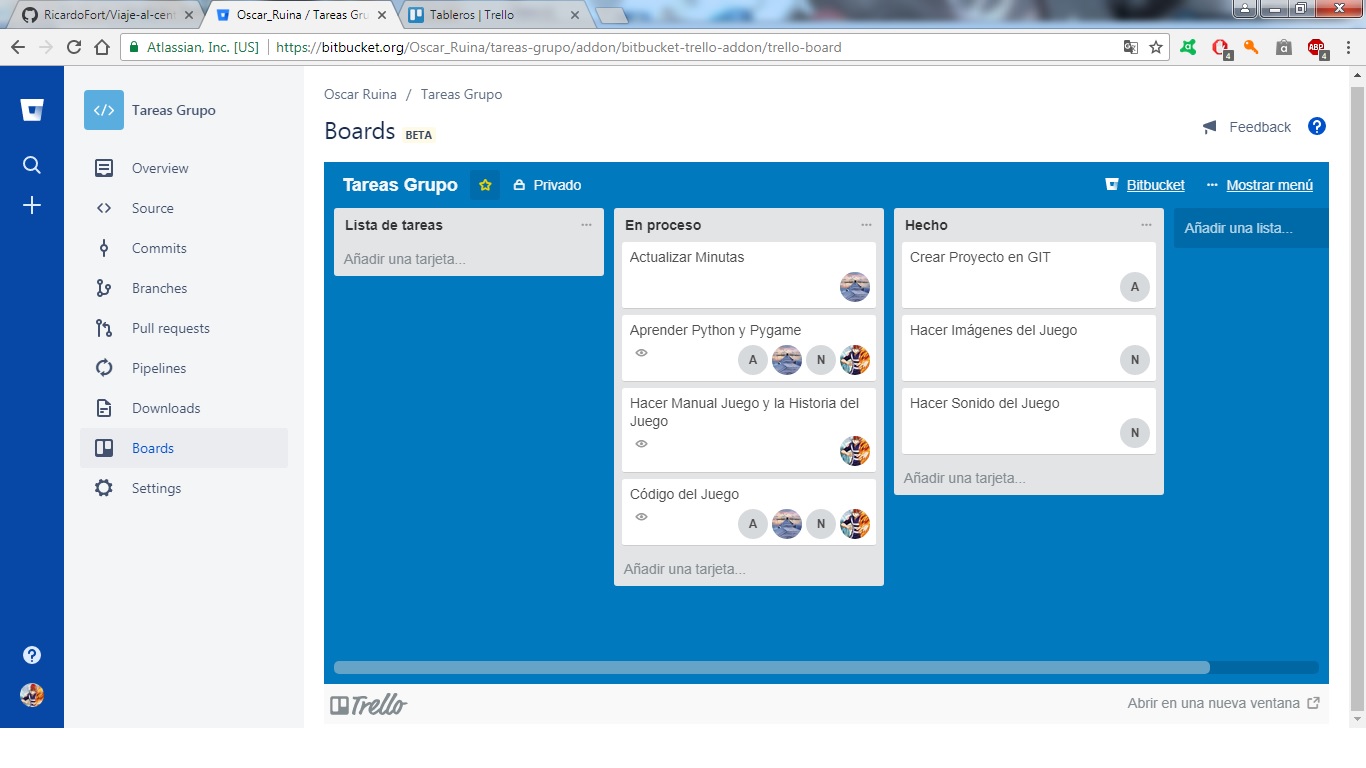 RicardoFort/Viaje-al-cent
Oscar_Ruina / Tareas Gru
Tableros | Trello
Atlassian, Inc. [US]
https://bitbucket.org/Oscar_Ruina/tareas-grupo/addon/bitbucket-trello-addon/trello-board
4
ABP
4
Tareas Grupo
Overview
Source
Commits
Branches
Pull requests
Pipelines
Downloads
Boards
Settings
Oscar Ruina / Tareas Grupo
Boards BETA
Feedback
Tareas Grupo
Privado
Bitbucket
Mostrar menú
Lista de tareas
Añadir una tarjeta...
En proceso
Actualizar Minutas
Aprender Python y Pygame
A
N
Hacer Manual Juego y la Historia del
Juego
Código del Juego
A
N
Añadir una tarjeta...
Hecho
Crear Proyecto en GIT
A
Hacer Imágenes del Juego
N
Hacer Sonido del Juego
N
Añadir una tarjeta...
Añadir una lista...
Trello
Abrir en una nueva ventana